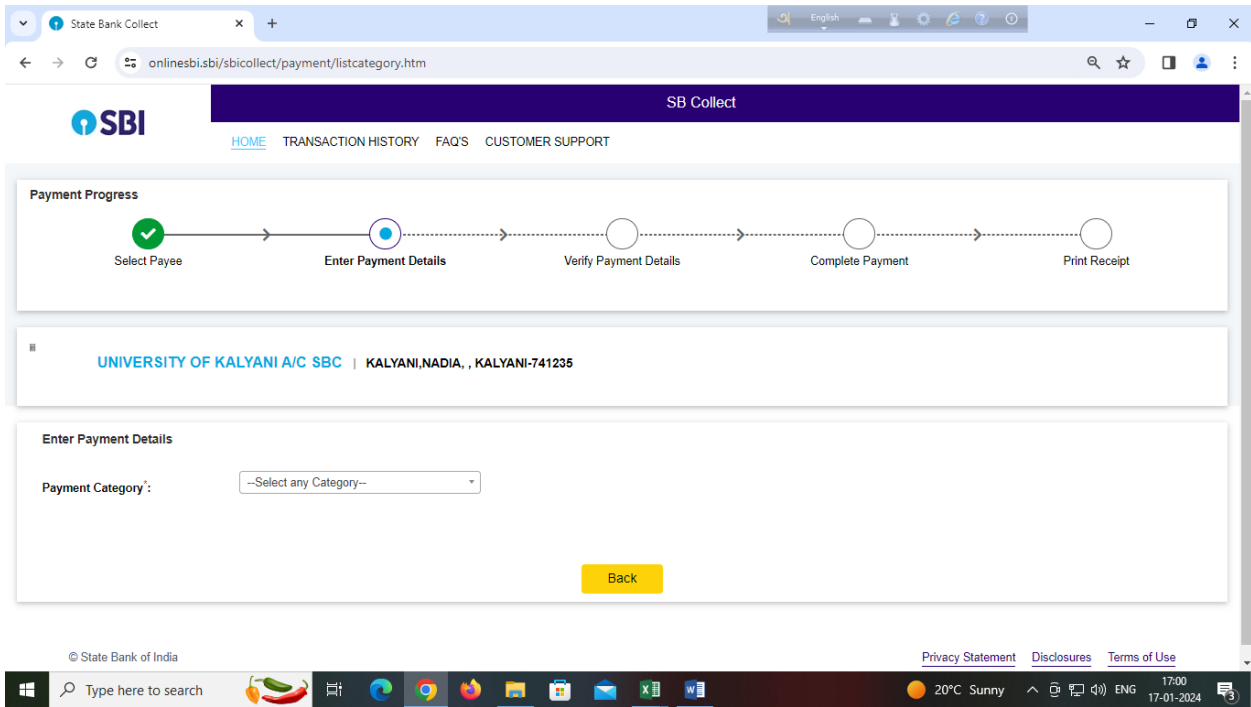 State Bank Collect
English
onlinesbi.sbi/sbicollect/payment/listcategory.htm
SBI
SB Collect
HOME TRANSACTION HISTORY FAQ'S CUSTOMER SUPPORT
Payment Progress
Select Payee Enter Payment Details Verify Payment Details Complete Payment Print Receipt
UNIVERSITY OF KALYANI A/C SBC | KALYANI,NADIA, , KALYANI-741235
Enter Payment Details
Payment Category*: --Select any Category--
Back
© State Bank of India Privacy Statement Disclosures Terms of Use
Type here to search 20°C Sunny ENG 17:00
17-01-2024 3